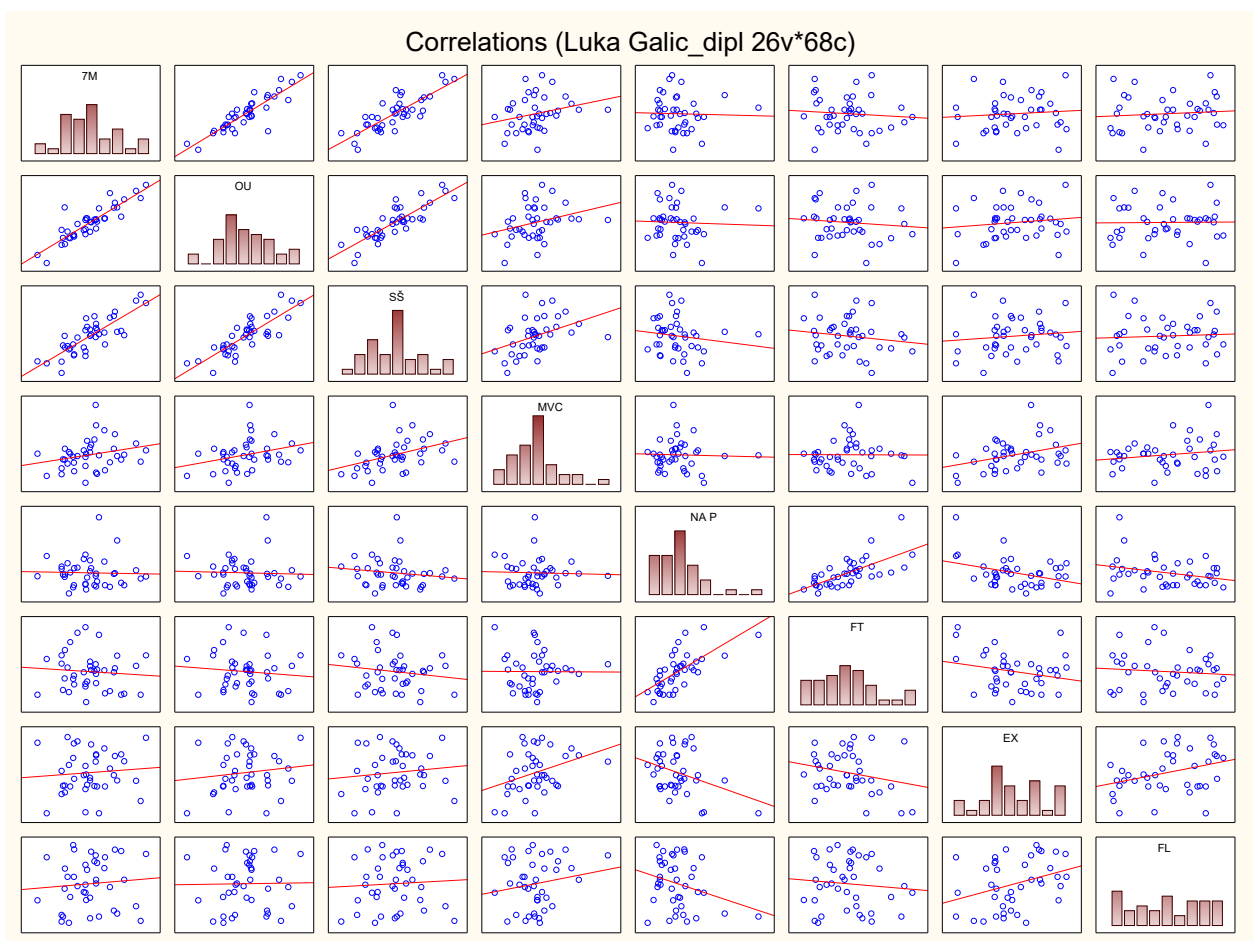 Correlations (Luka Galic_dipl 26v*68c)
7M
OU
SŠ
MVC
NA P
FT
EX
FL